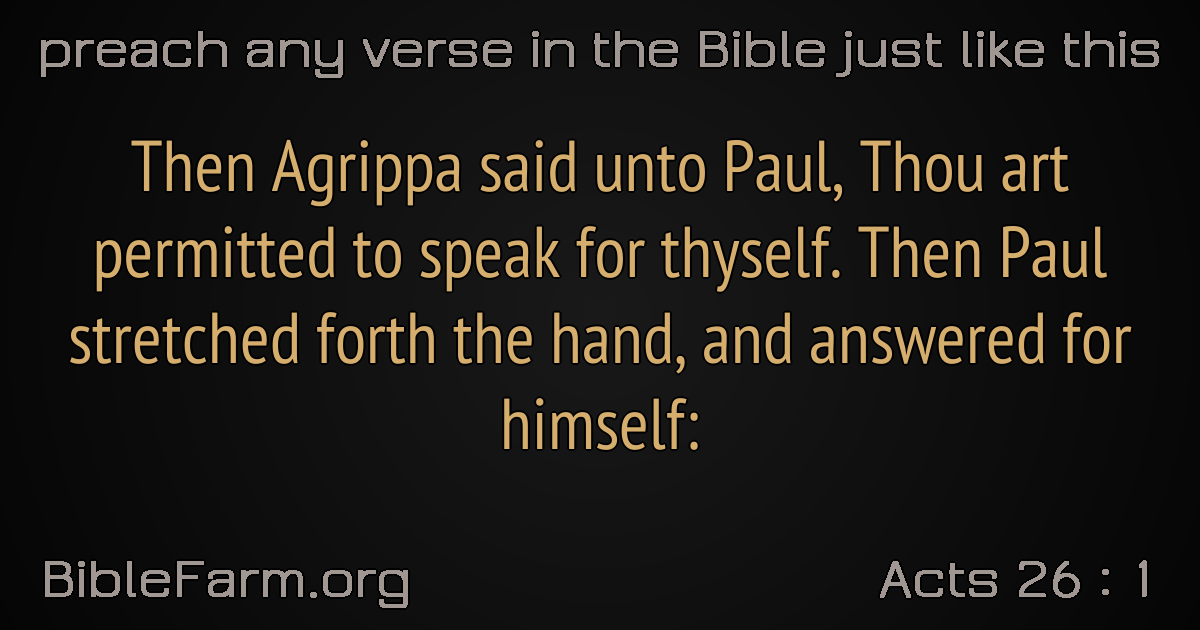 preach any verse in the Bible just like this
Then Agrippa said unto Paul, Thou art
permitted to speak for thyself. Then Paul
stretched forth the hand, and answered for
himself:
BibleFarm.org
Acts 26 : 1